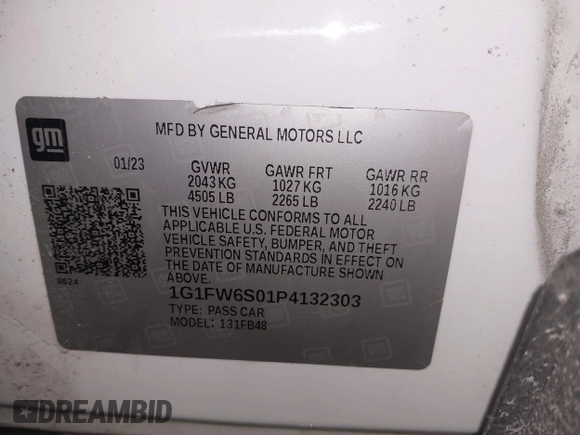 gm
MFD BY GENERAL MOTORS LLC
01/23 GVWR GAWR FRT GAWR RR
2043 KG 1027 KG 1016 KG
4505 LB 2265 LB 2240 LB
THIS VEHICLE CONFORMS TO ALL
APPLICABLE U.S. FEDERAL MOTOR
VEHICLE SAFETY, BUMPER, AND THEFT
PREVENTION STANDARDS IN EFFECT ON
THE DATE OF MANUFACTURE SHOWN
ABOVE.
8624
1G1FW6S01P4132303
TYPE: PASS CAR
MODEL: 131FB48
DREAMBID